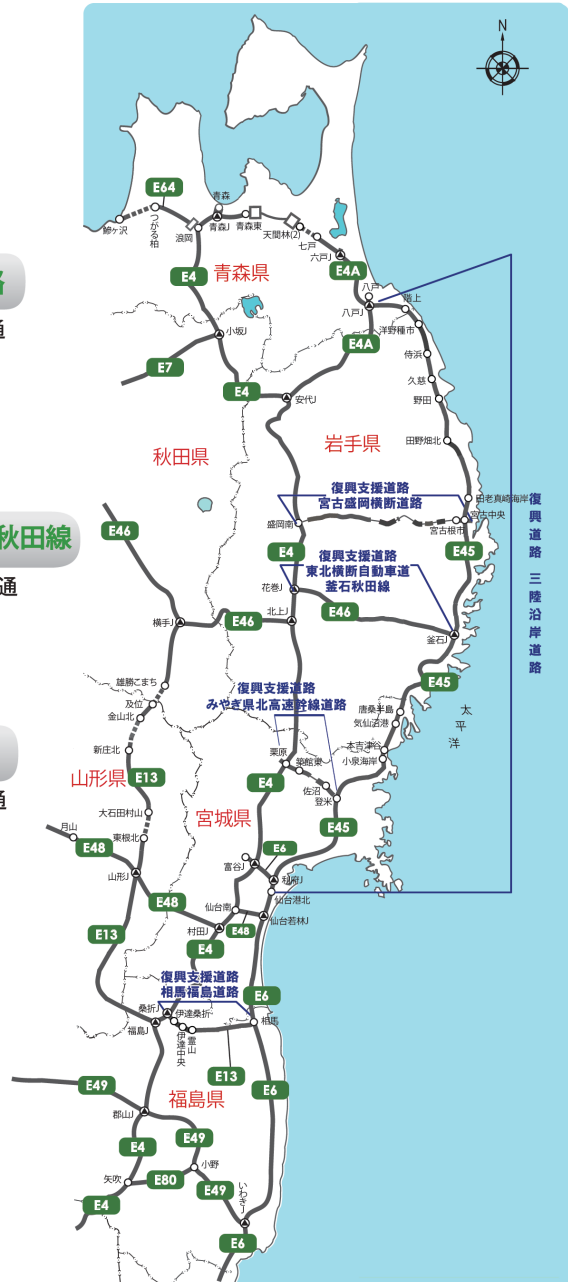 N
E64
青森
鰺ヶ沢
つがる柏
浪岡
青森J
青森東
天間林(2)
七戸
六戸J
E4
青森県
E4A
路
八戸
階上
八戸J
通
小坂J
洋野種市
E4A
侍浜
E7
久慈
E4
安代J
野田
岩手県
田野畑北
秋田県
復興支援道路
宮古盛岡横断道路
田老真崎海岸
宮古中央
盛岡南
宮古根市
E46
秋田線
E4
復興支援道路
東北横断自動車道
釜石秋田線
E45
復興道路 三陸沿岸道路
通
花巻J
E46
横手J
E46
北上J
釜石J
雄勝こまち
復興支援道路
みやぎ県北高速幹線道路
E45
及位
金山北
唐桑半島
気仙沼港
太平洋
新庄北
栗原
築館東
本吉津谷
小泉海岸
山形県
E13
E4
佐沼
登米
通
大石田村山
宮城県
E45
月山
東根北
E48
E6
富谷J
山形J
利府J
仙台港北
E48
仙台南
仙台若林J
E13
村田J
E48
E4
復興支援道路
相馬福島道路
E6
桑折J
伊達桑折
福島J
伊達中央
霊山
相馬
E13
E49
福島県
E6
郡山J
E4
E49
小野
矢吹
E80
E49
いわきJ
E4
E6